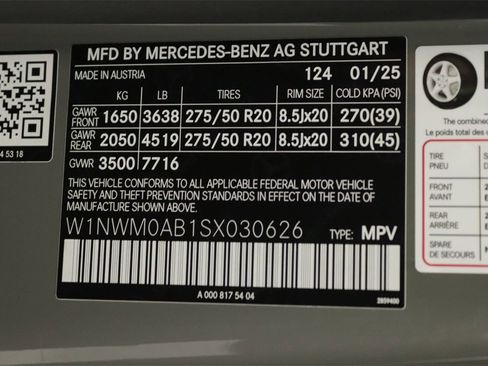 MFD BY MERCEDES-BENZ AG STUTTGART
MADE IN AUSTRIA 124 01/25
KG LB TIRES RIM SIZE COLD KPA (PSI)
GAWR FRONT 1650 3638 275/50 R20 8.5Jx20 270(39)
GAWR REAR 2050 4519 275/50 R20 8.5Jx20 310(45)
GVWR 3500 7716
THIS VEHICLE CONFORMS TO ALL APPLICABLE FEDERAL MOTOR VEHICLE
SAFETY AND THEFT PREVENTION STANDARDS IN EFFECT ON THE DATE OF
MANUFACTURE SHOWN ABOVE.
W1NWM0AB1SX030626 TYPE: MPV
A 000 817 54 04
2859400
4 53 18
The combined
Le poids total des
TIRE
PNEU
FRONT
AVANT
REAR
ARRIÈRE
SPARE
DE SECOURS